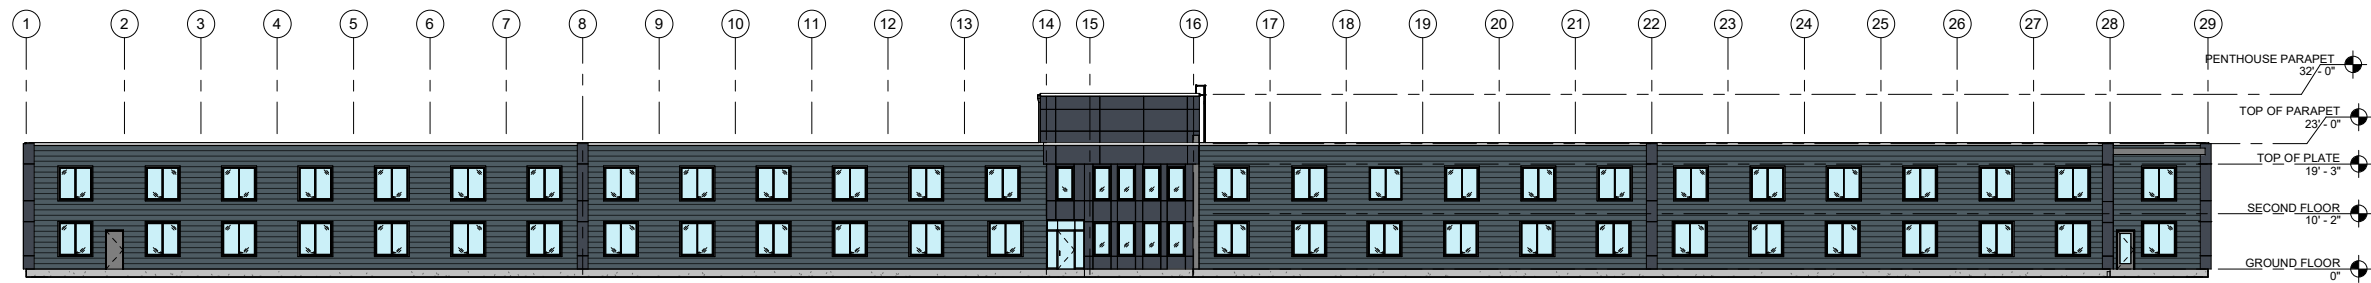 1 2 3 4 5 6 7 8 9 10 11 12 13 14 15 16 17 18 19 20 21 22 23 24 25 26 27 28 29
PENTHOUSE PARAPET
32' - 0"
TOP OF PARAPET
23' - 0"
TOP OF PLATE
19' - 3"
SECOND FLOOR
10' - 2"
GROUND FLOOR
0"